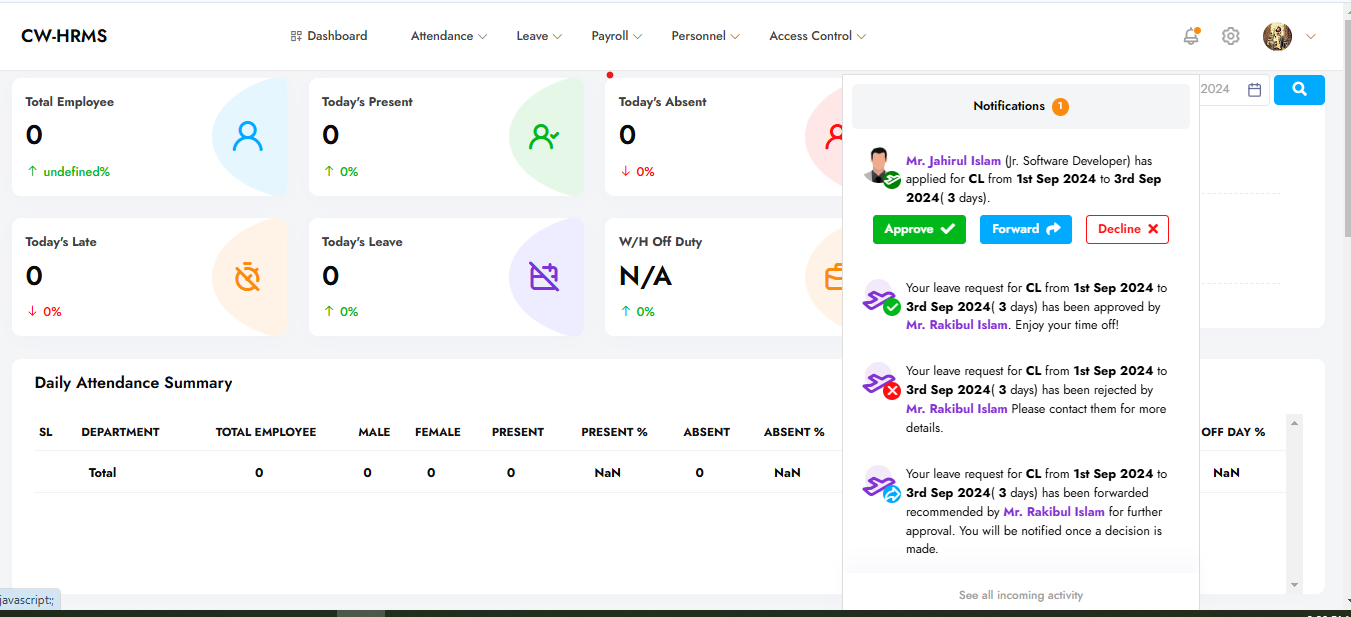 CW-HRMS
Dashboard Attendance Leave Payroll Personnel Access Control
Total Employee
0
undefined%
Today's Present
0
0%
Today's Absent
0
0%
Today's Late
0
0%
Today's Leave
0
0%
W/H Off Duty
N/A
0%
2024
Notifications 1
Mr. Jahirul Islam (Jr. Software Developer) has
applied for CL from 1st Sep 2024 to 3rd Sep
2024( 3 days).
Approve Forward Decline
Your leave request for CL from 1st Sep 2024 to
3rd Sep 2024( 3 days) has been approved by
Mr. Rakibul Islam. Enjoy your time off!
Your leave request for CL from 1st Sep 2024 to
3rd Sep 2024( 3 days) has been rejected by
Mr. Rakibul Islam Please contact them for more
details.
Your leave request for CL from 1st Sep 2024 to
3rd Sep 2024( 3 days) has been forwarded
recommended by Mr. Rakibul Islam for further
approval. You will be notified once a decision is
made.
See all incoming activity
Daily Attendance Summary
SL DEPARTMENT TOTAL EMPLOYEE MALE FEMALE PRESENT PRESENT % ABSENT ABSENT % OFF DAY %
Total 0 0 0 0 NaN 0 NaN NaN
javascript:;